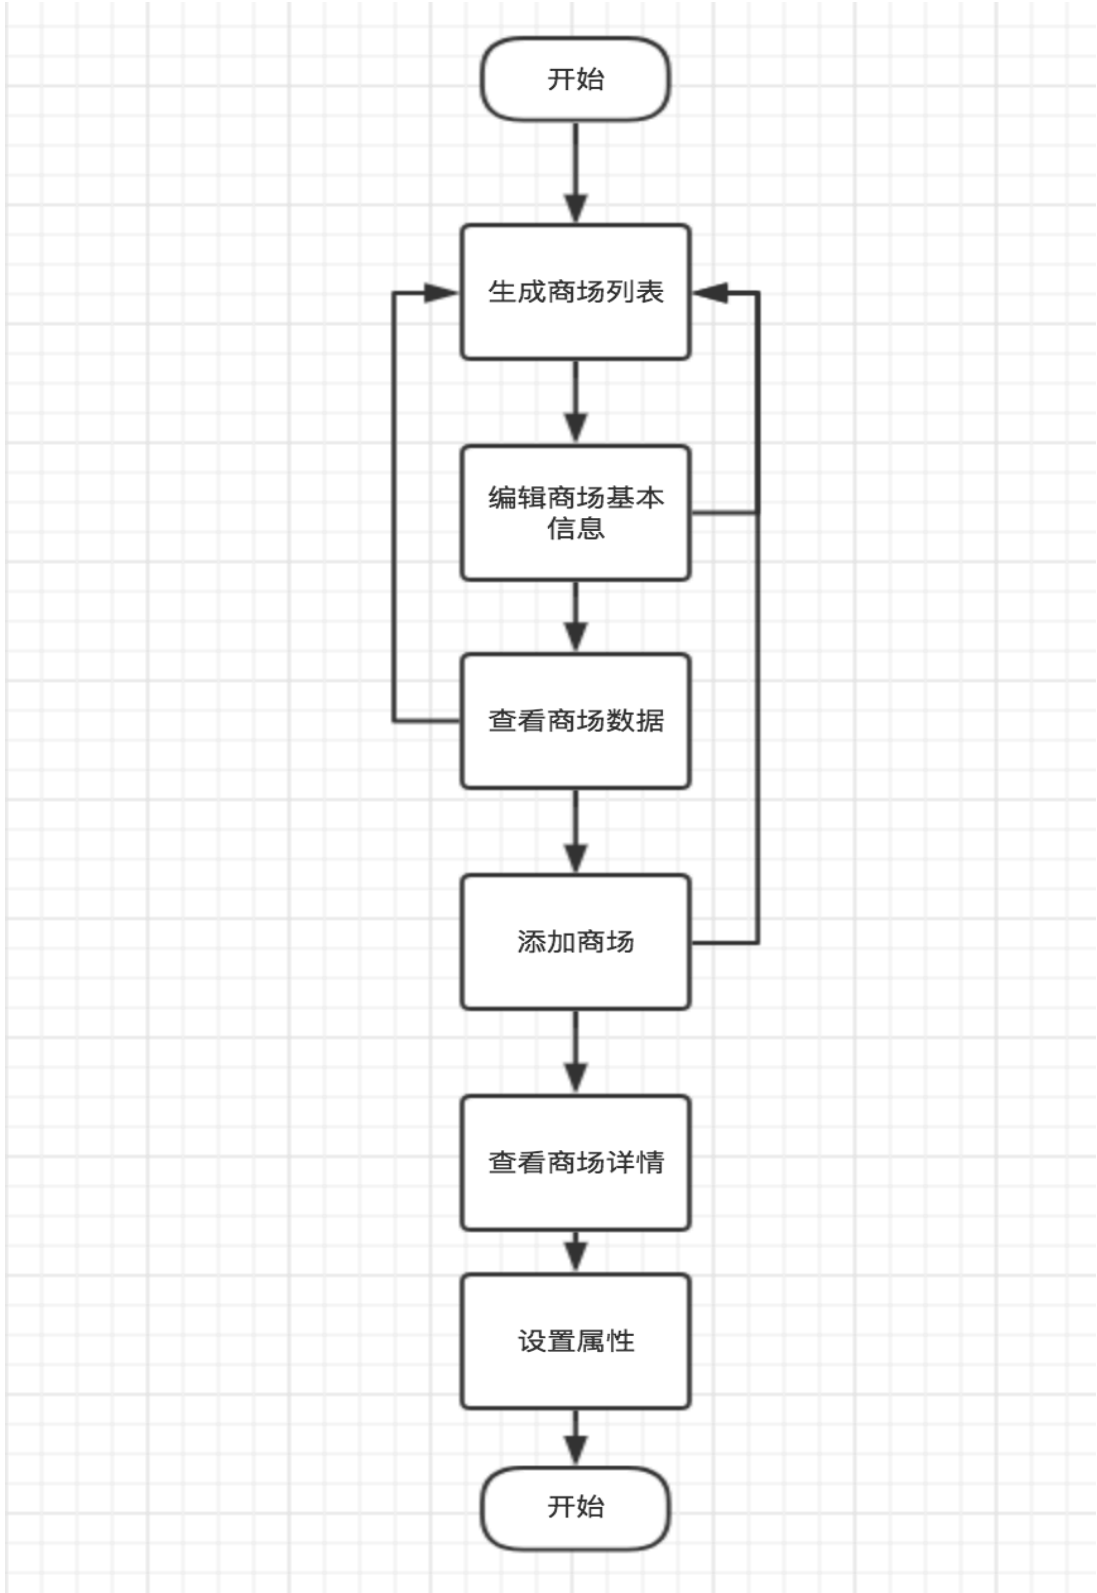 开始
生成商场列表
编辑商场基本
信息
查看商场数据
添加商场
查看商场详情
设置属性
开始